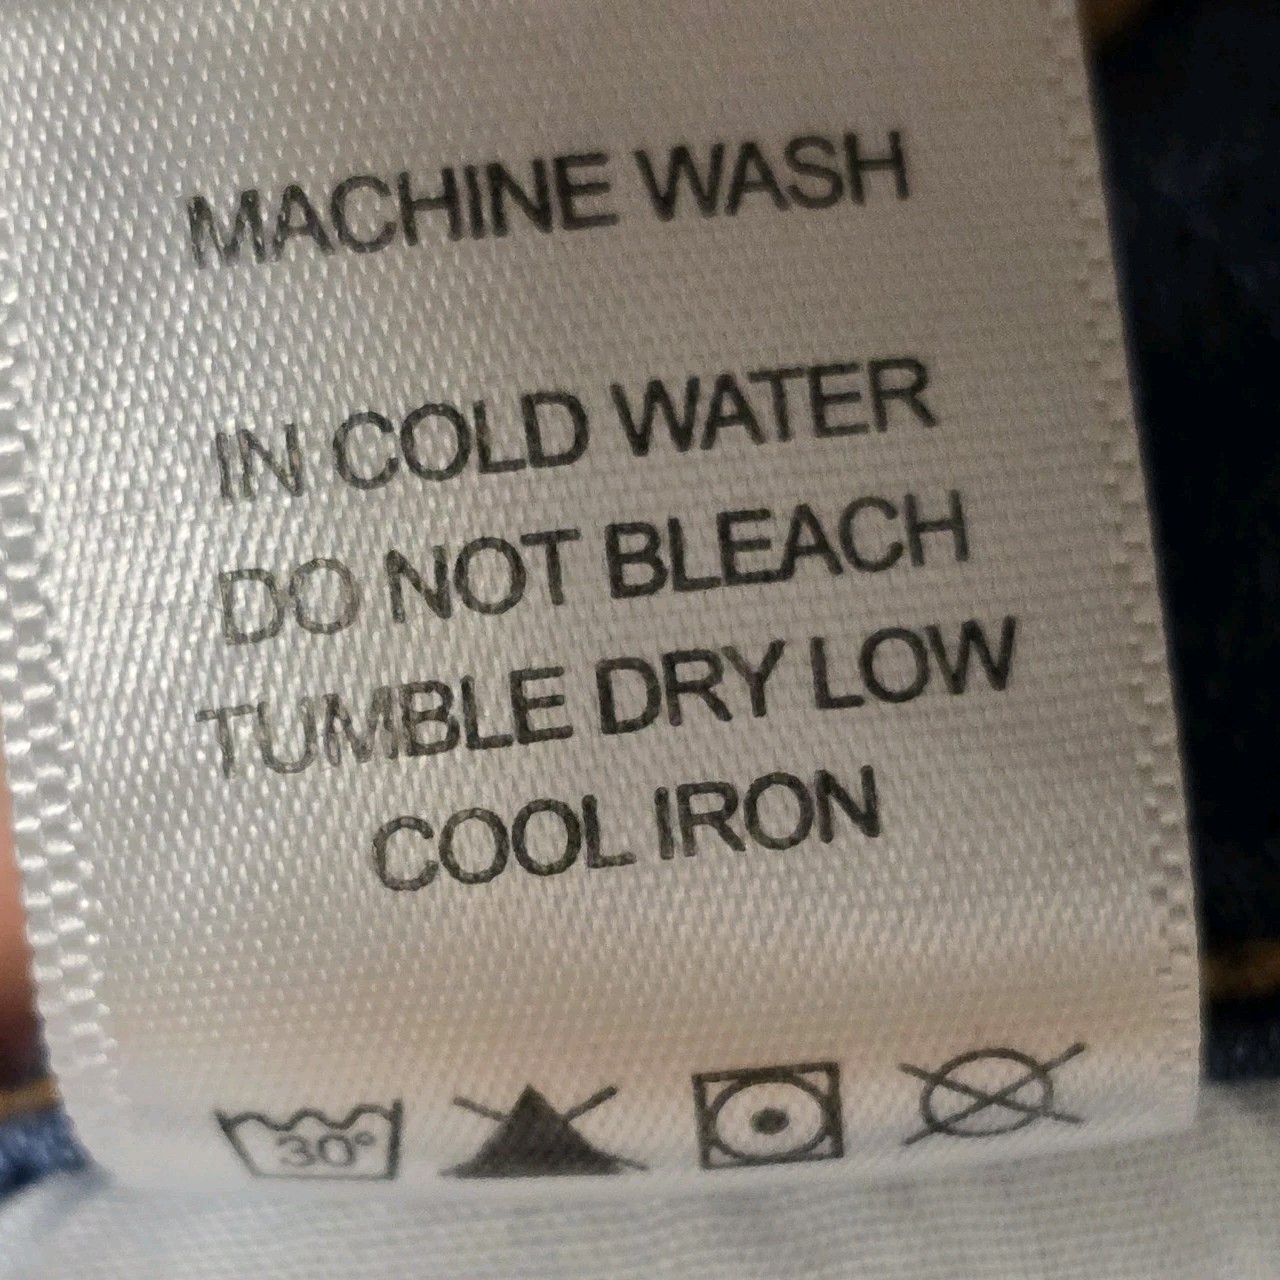 MACHINE WASH
IN COLD WATER
DO NOT BLEACH
TUMBLE DRY LOW
COOL IRON
30°